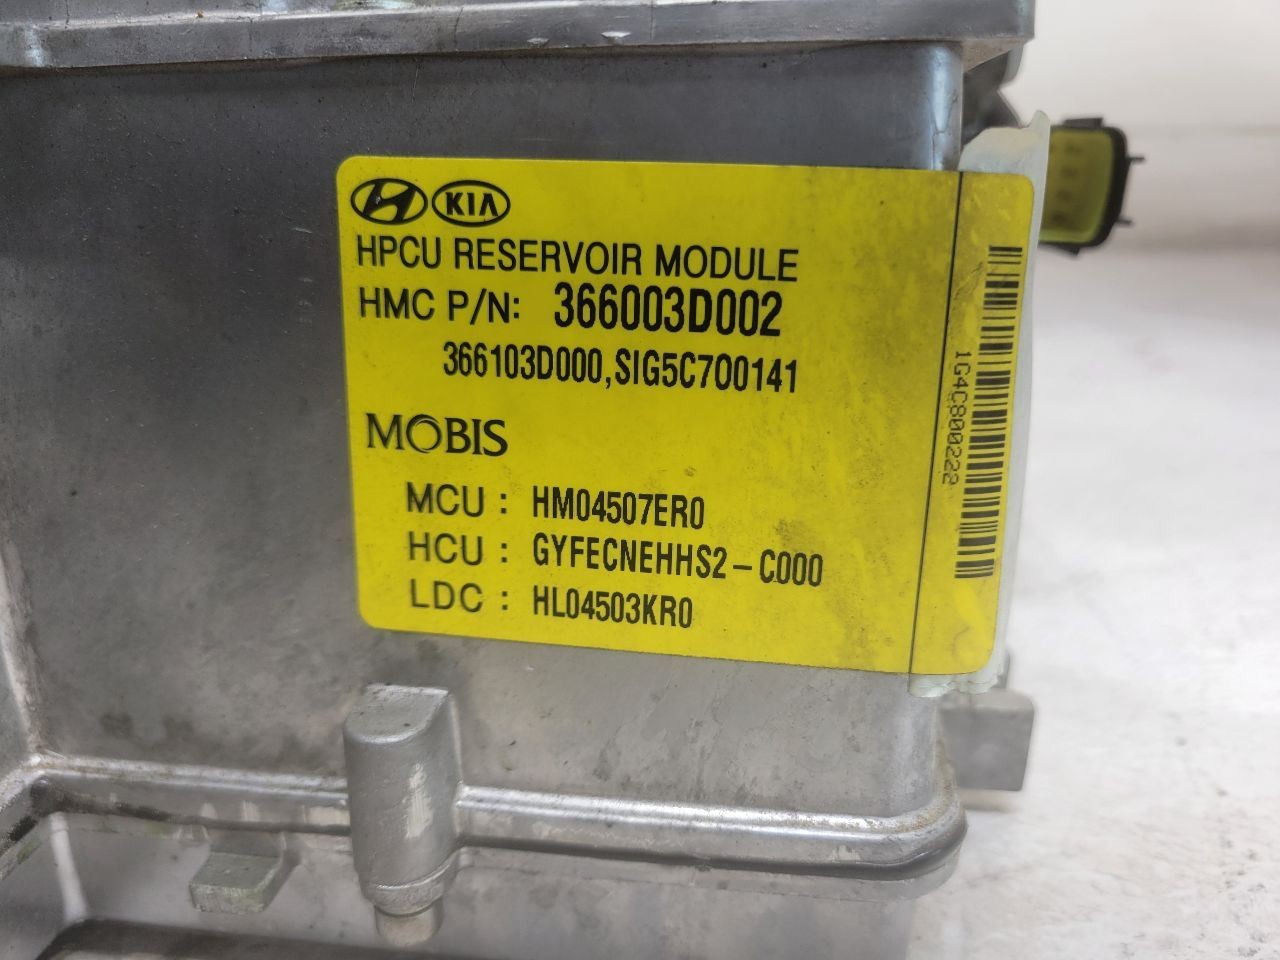 KIA
HPCU RESERVOIR MODULE
HMC P/N: 366003D002
366103D000,SIG5C700141
MOBIS
MCU : HM04507ER0
HCU : GYFECNEHHS2-C000
LDC : HL04503KR0
1G4C800222